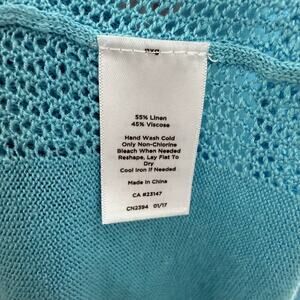 55% Linen
45% Viscose
Hand Wash Cold
Only Non-Chlorine
Bleach When Needed
Reshape, Lay Flat To
Dry
Cool Iron if Needed
Made in China
CA #23147
CN2394 01/17